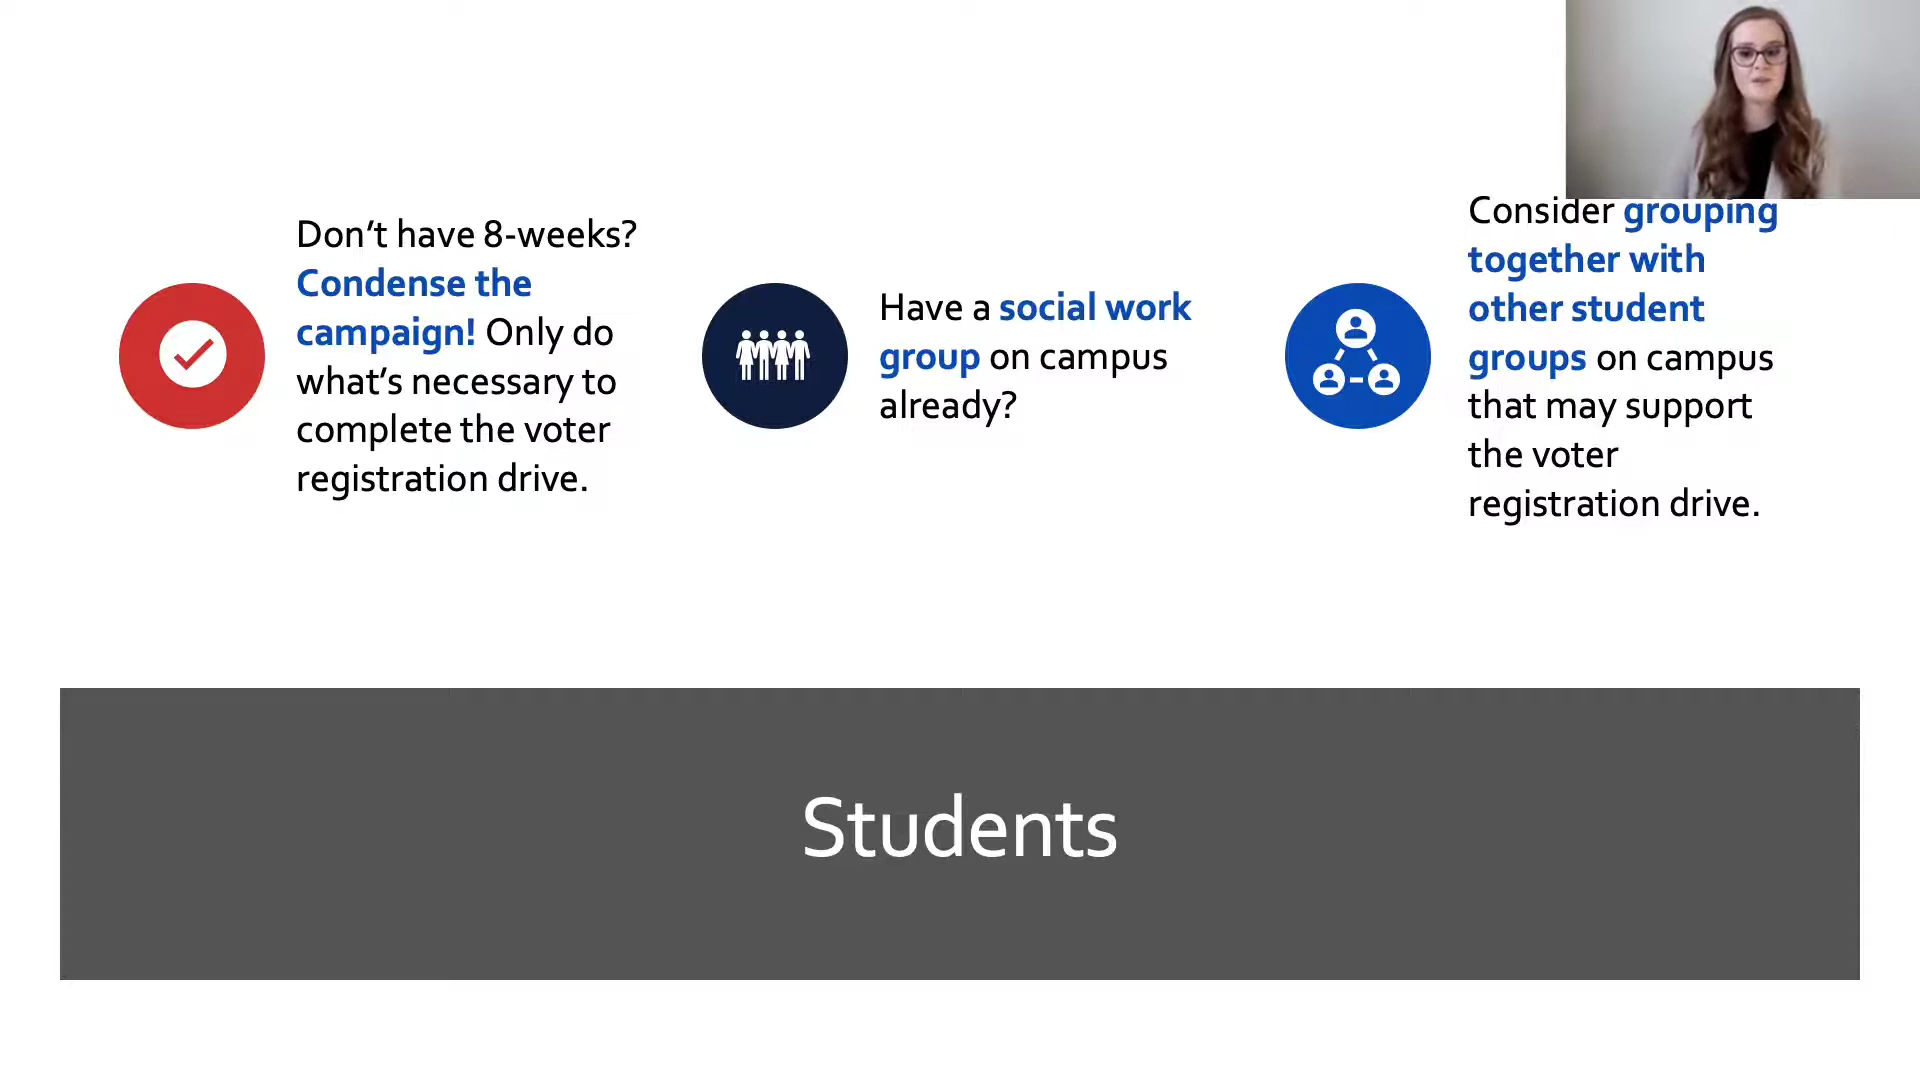 Don’t have 8-weeks?
Condense the
campaign! Only do
what’s necessary to
complete the voter
registration drive.
Have a social work
group on campus
already?
Consider grouping
together with
other student
groups on campus
that may support
the voter
registration drive.
Students